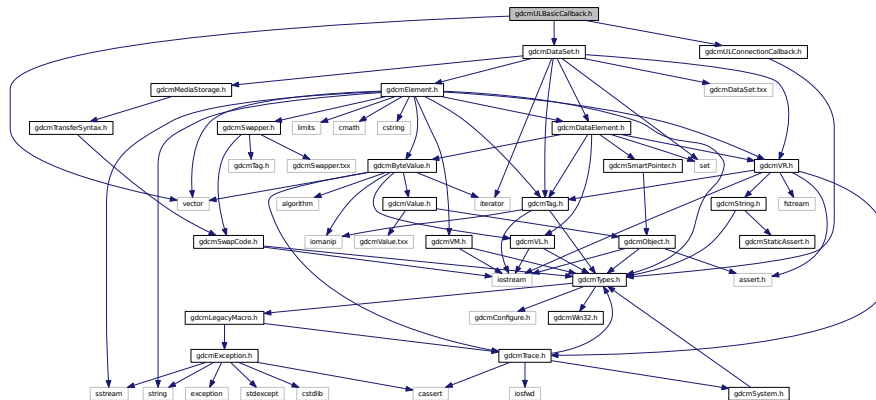 gdcmULBasicCallback.h
gdcmDataSet.h
gdcmULConnectionCallback.h
gdcmMediaStorage.h
gdcmElement.h
gdcmDataSet.txx
gdcmTransferSyntax.h
gdcmSwapper.h
limits
cmath
cstring
gdcmDataElement.h
gdcmTag.h
gdcmSwapper.txx
gdcmByteValue.h
gdcmSmartPointer.h
set
gdcmVR.h
vector
algorithm
gdcmValue.h
iterator
gdcmTag.h
gdcmString.h
fstream
gdcmSwapCode.h
iomanip
gdcmValue.txx
gdcmVM.h
gdcmVL.h
gdcmObject.h
gdcmStaticAssert.h
iostream
gdcmTypes.h
assert.h
gdcmLegacyMacro.h
gdcmConfigure.h
gdcmWin32.h
gdcmException.h
gdcmTrace.h
sstream
string
exception
stdexcept
cstdlib
cassert
iosfwd
gdcmSystem.h